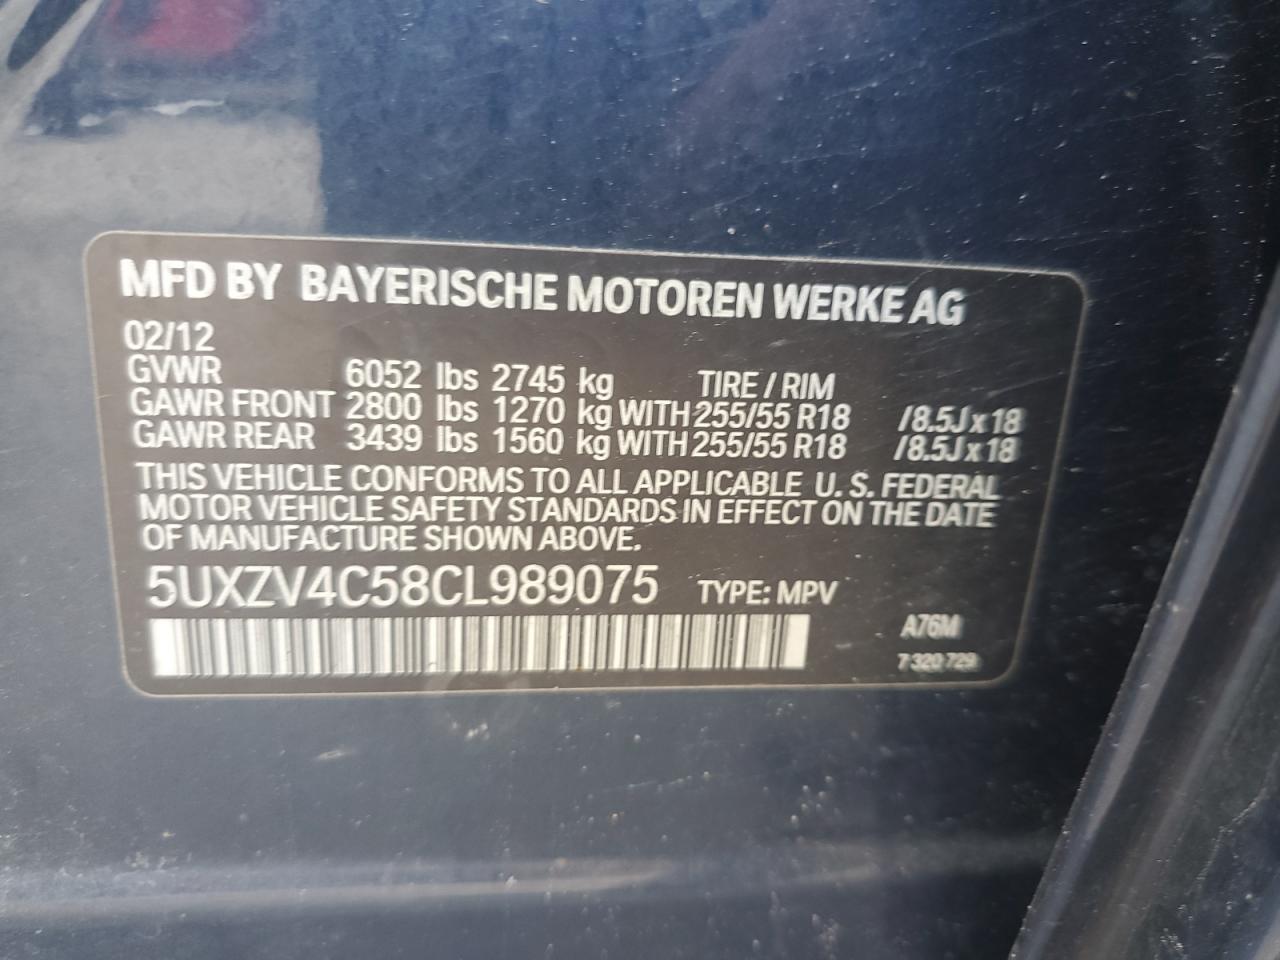 MFD BY BAYERISCHE MOTOREN WERKE AG
02/12
GVWR 6052 lbs 2745 kg TIRE / RIM
GAWR FRONT 2800 lbs 1270 kg WITH 255/55 R18 /8.5J x 18
GAWR REAR 3439 lbs 1560 kg WITH 255/55 R18 /8.5J x 18
THIS VEHICLE CONFORMS TO ALL APPLICABLE U. S. FEDERAL
MOTOR VEHICLE SAFETY STANDARDS IN EFFECT ON THE DATE
OF MANUFACTURE SHOWN ABOVE.
5UXZV4C58CL989075 TYPE: MPV
A76M
7 320 729